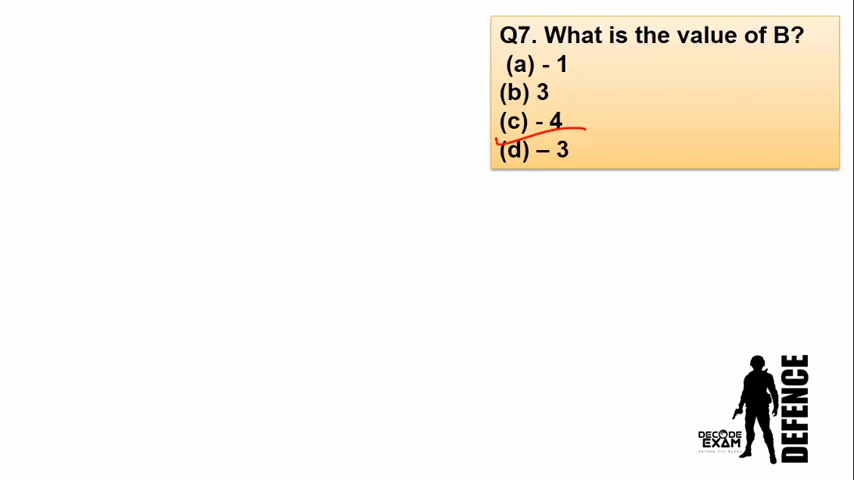 Q7. What is the value of B?
(a) - 1
(b) 3
(c) - 4
(d) – 3
DECODE
EXAM
DEFENCE